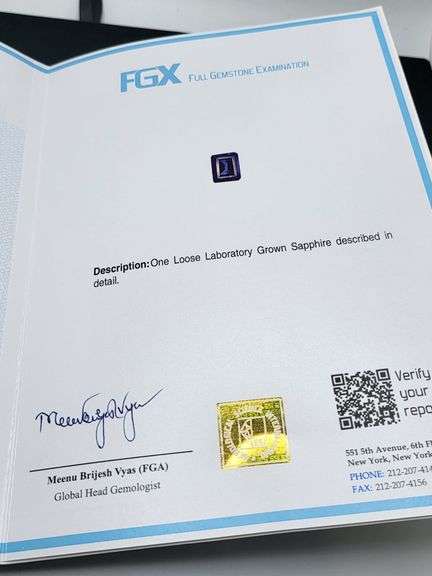 FGX FULL GEMSTONE EXAMINATION
Description:One Loose Laboratory Grown Sapphire described in
detail.
Verify
your
repo
Meenu Brijesh Vyas (FGA)
Global Head Gemologist
551 5th Avenue, 6th Fl
New York, New York
PHONE: 212-207-414
FAX: 212-207-4156